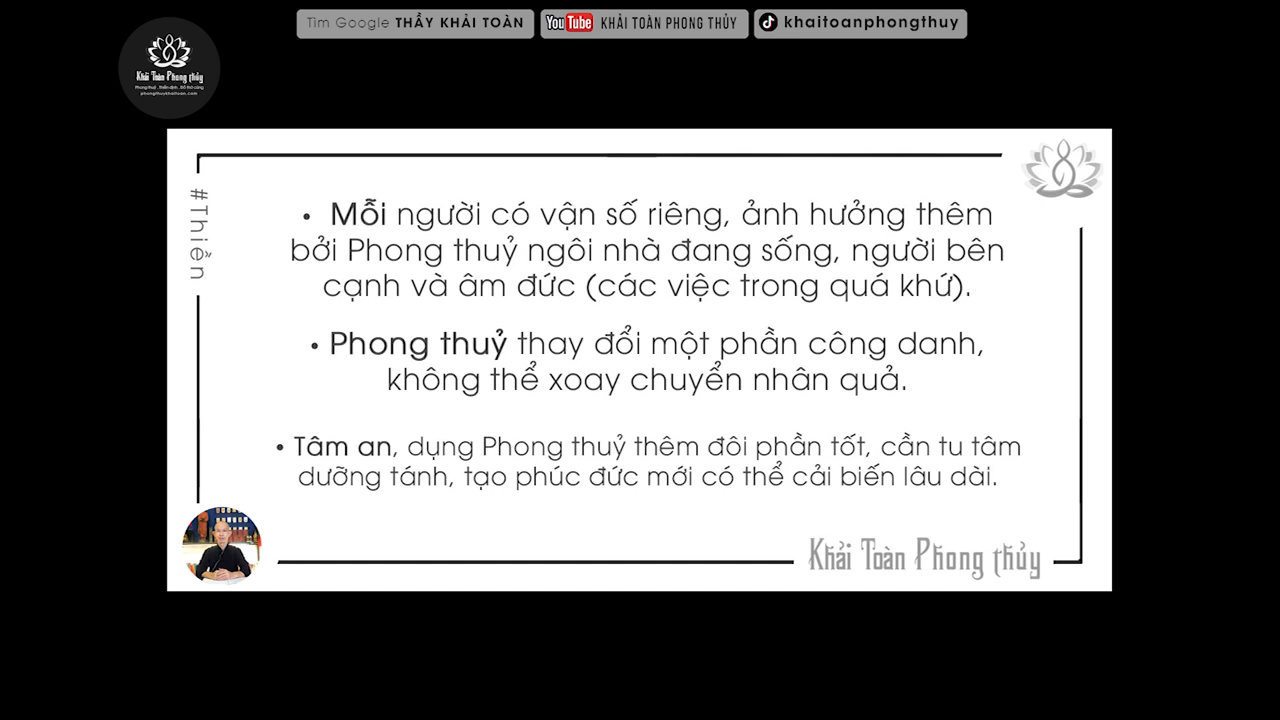 Tìm Google THẦY KHẢI TOÀN
YouTube KHẢI TOÀN PHONG THỦY
khaitoanphongthuy
Khải Toàn Phong thủy
phongthuykhaitoan.com
#Thiền
• Mỗi người có vận số riêng, ảnh hưởng thêm
bởi Phong thuỷ ngôi nhà đang sống, người bên
cạnh và âm đức (các việc trong quá khứ).
• Phong thuỷ thay đổi một phần công danh,
không thể xoay chuyển nhân quả.
• Tâm an, dụng Phong thuỷ thêm đôi phần tốt, cần tu tâm
dưỡng tánh, tạo phúc đức mới có thể cải biến lâu dài.
Khải Toàn Phong thủy